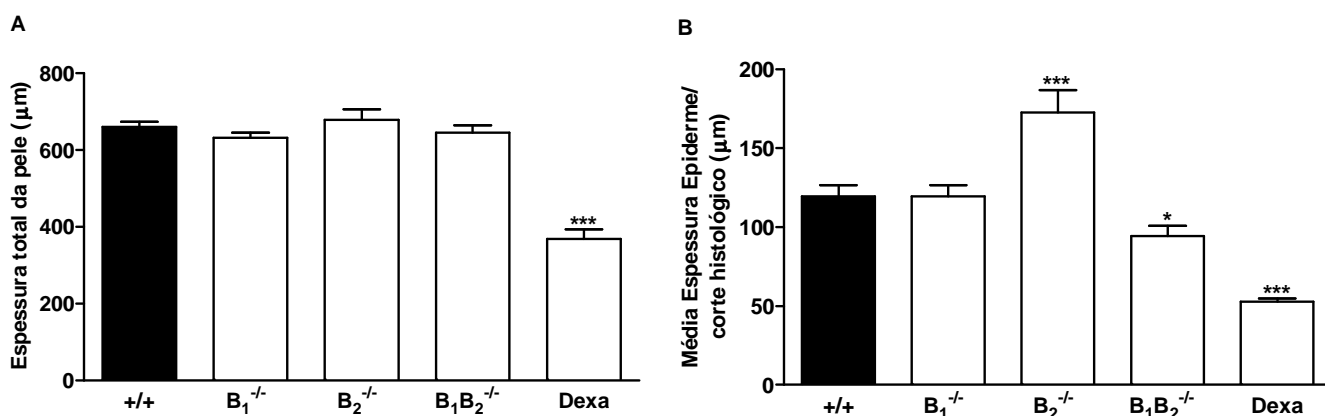 A
Espessura total da pele (µm)
800
600
400
200
0
***
+/+ B₁⁻/⁻ B₂⁻/⁻ B₁B₂⁻/⁻ Dexa
B
Média Espessura Epiderme/
corte histológico (µm)
200
150
100
50
0
***
*
***
+/+ B₁⁻/⁻ B₂⁻/⁻ B₁B₂⁻/⁻ Dexa